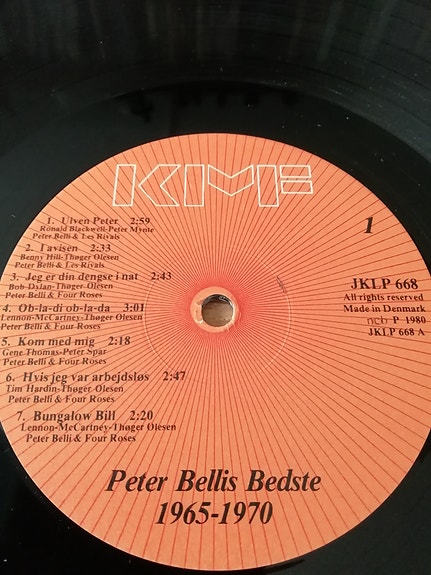 KMF
1
1. Ulven Peter 2:59
Ronald Blackwell-Peter Mynte
Peter Belli & Les Rivals
2. I avisen 2:33
Benny Hill-Thøger Olesen
Peter Belli & Les Rivals
3. Jeg er din dengse i nat 2:43
Bob Dylan-Thøger Olesen
Peter Belli & Four Roses
4. Ob-la-di ob-la-da 3:01
Lennon-McCartney-Thøger Olesen
Peter Belli & Four Roses
5. Kom med mig 2:18
Gene Thomas-Peter Spar
Peter Belli & Four Roses
6. Hvis jeg var arbejdsløs 2:47
Tim Hardin-Thøger Olesen
Peter Belli & Four Roses
7. Bungalow Bill 2:20
Lennon-McCartney-Thøger Olesen
Peter Belli & Four Roses
JKLP 668
All rights reserved
Made in Denmark
ncb P 1980
JKLP 668 A
Peter Bellis Bedste
1965-1970